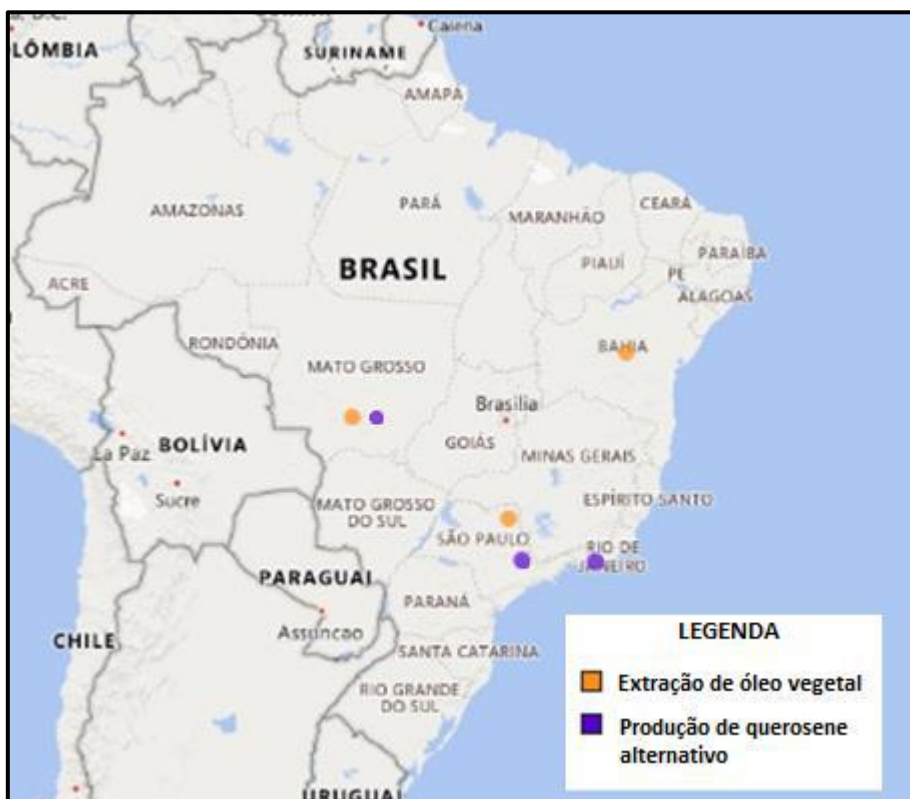 LÔMBIA
SURINAME
Caiena
AMAPÁ
AMAZONAS
PARÁ
MARANHÃO
CEARÁ
PIAUÍ
PARAÍBA
PE
ALAGOAS
ACRE
BRASIL
RONDÔNIA
MATO GROSSO
BAHIA
Brasilia
GOIÁS
La Paz
BOLÍVIA
Sucre
MINAS GERAIS
ESPÍRITO SANTO
MATO GROSSO
DO SUL
SÃO PAULO
RIO DE
JANEIRO
PARAGUAI
PARANÁ
Assuncao
CHILE
SANTA CATARINA
RIO GRANDE
DO SUL
URUGUAI
LEGENDA
Extração de óleo vegetal
Produção de querosene
alternativo